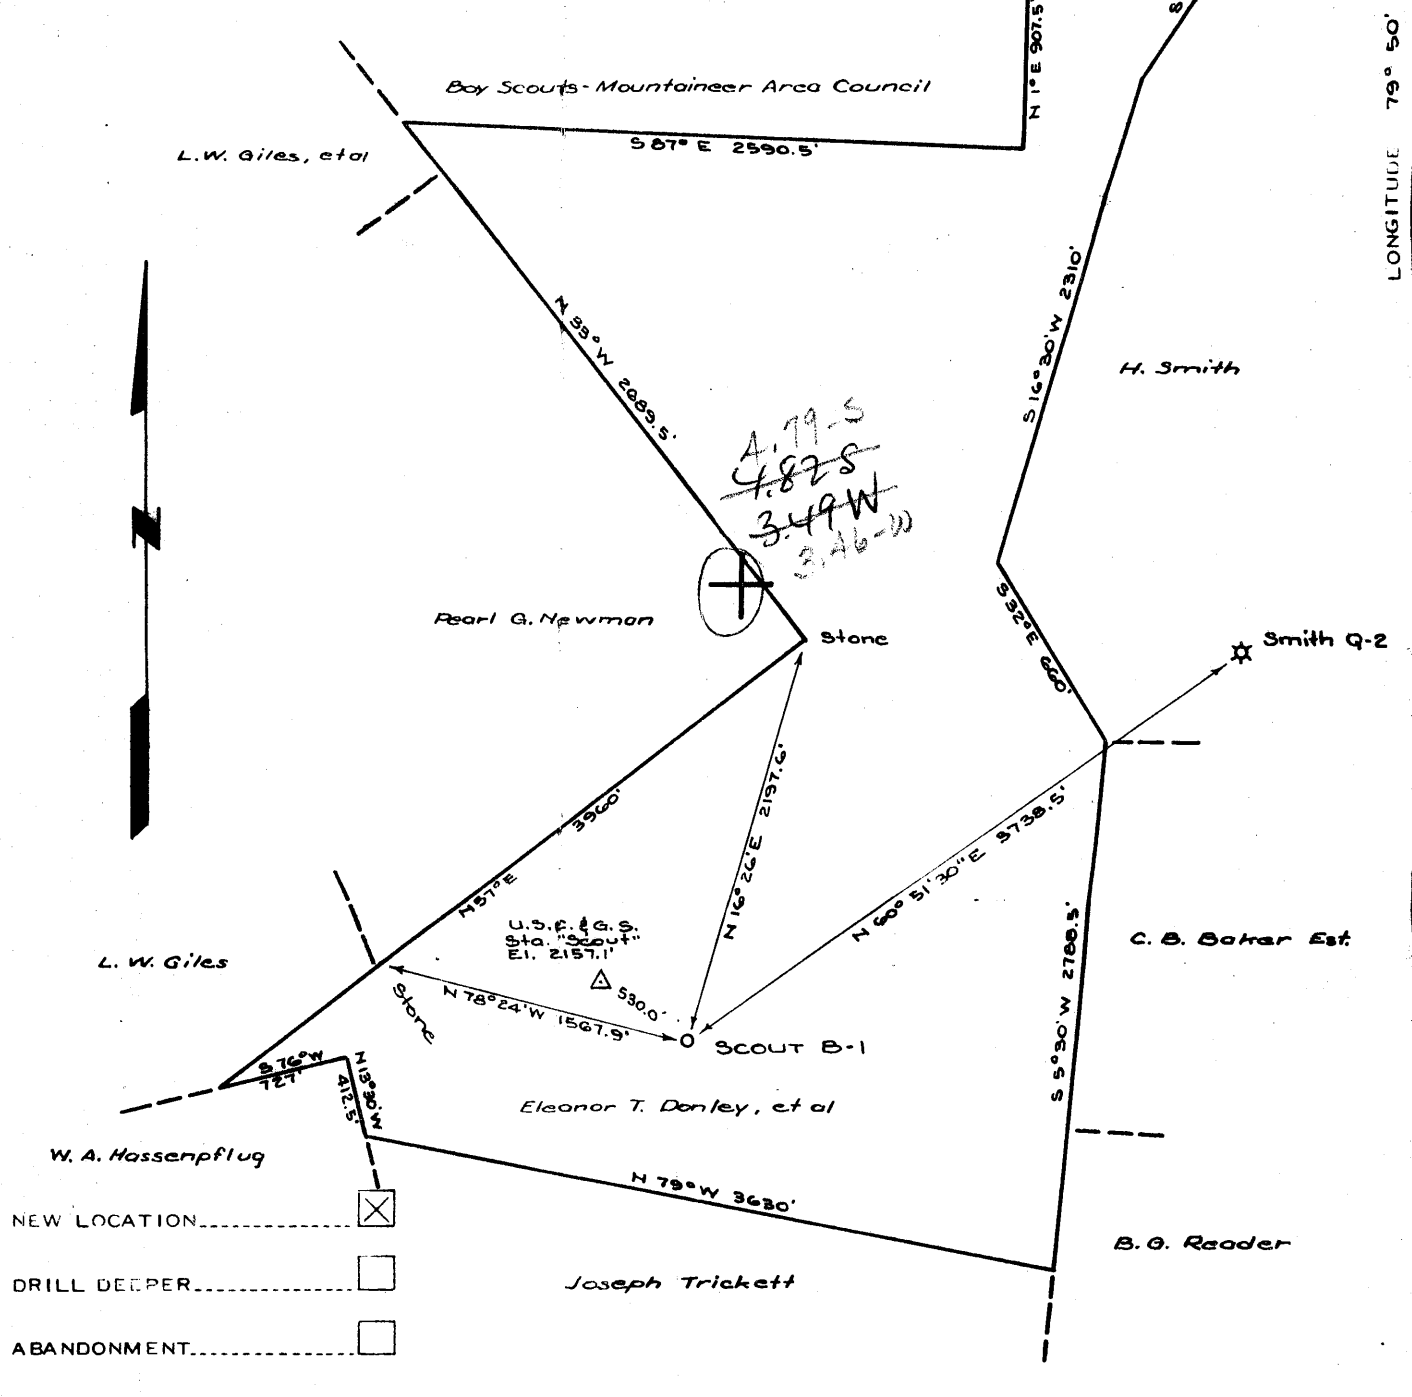 N 1° E 907.5'
S
LONGITUDE 79° 50'
Boy Scouts - Mountaineer Area Council
S 87° E 2590.5'
L.W. Giles, et al
N 39° W 2889.5'
S 16° 30' W 2310'
H. Smith
4.79-S
4.82 S
3.49 W
3.46-W
Pearl G. Newman
Stone
S 32° E 660'
Smith Q-2
N
N 16° 26' E 2197.6'
3960'
N 57° E
N 60° 51' 30" E 3738.5'
U.S.C. & G.S.
Sta. "Scout"
El. 2157.1'
530.0'
L. W. Giles
Stone
N 78° 24' W 1567.9'
SCOUT B-1
C. B. Baker Est.
S 5° 30' W 2788.5'
S 76° W
727'
N 13° 30' W
412.5'
Eleanor T. Donley, et al
W. A. Hassenpflug
N 79° W 3630'
NEW LOCATION
B. G. Reader
DRILL DEEPER
Joseph Trickett
ABANDONMENT